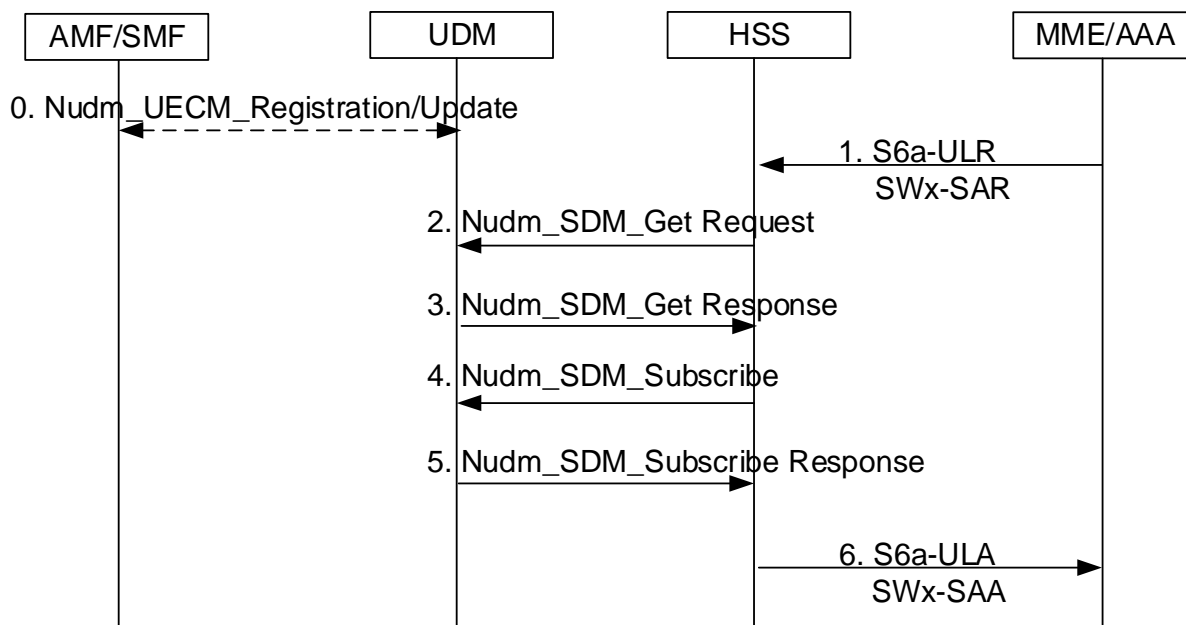 AMF/SMF
UDM
HSS
MME/AAA
0. Nudm_UECM_Registration/Update
1. S6a-ULR
SWx-SAR
2. Nudm_SDM_Get Request
3. Nudm_SDM_Get Response
4. Nudm_SDM_Subscribe
5. Nudm_SDM_Subscribe Response
6. S6a-ULA
SWx-SAA